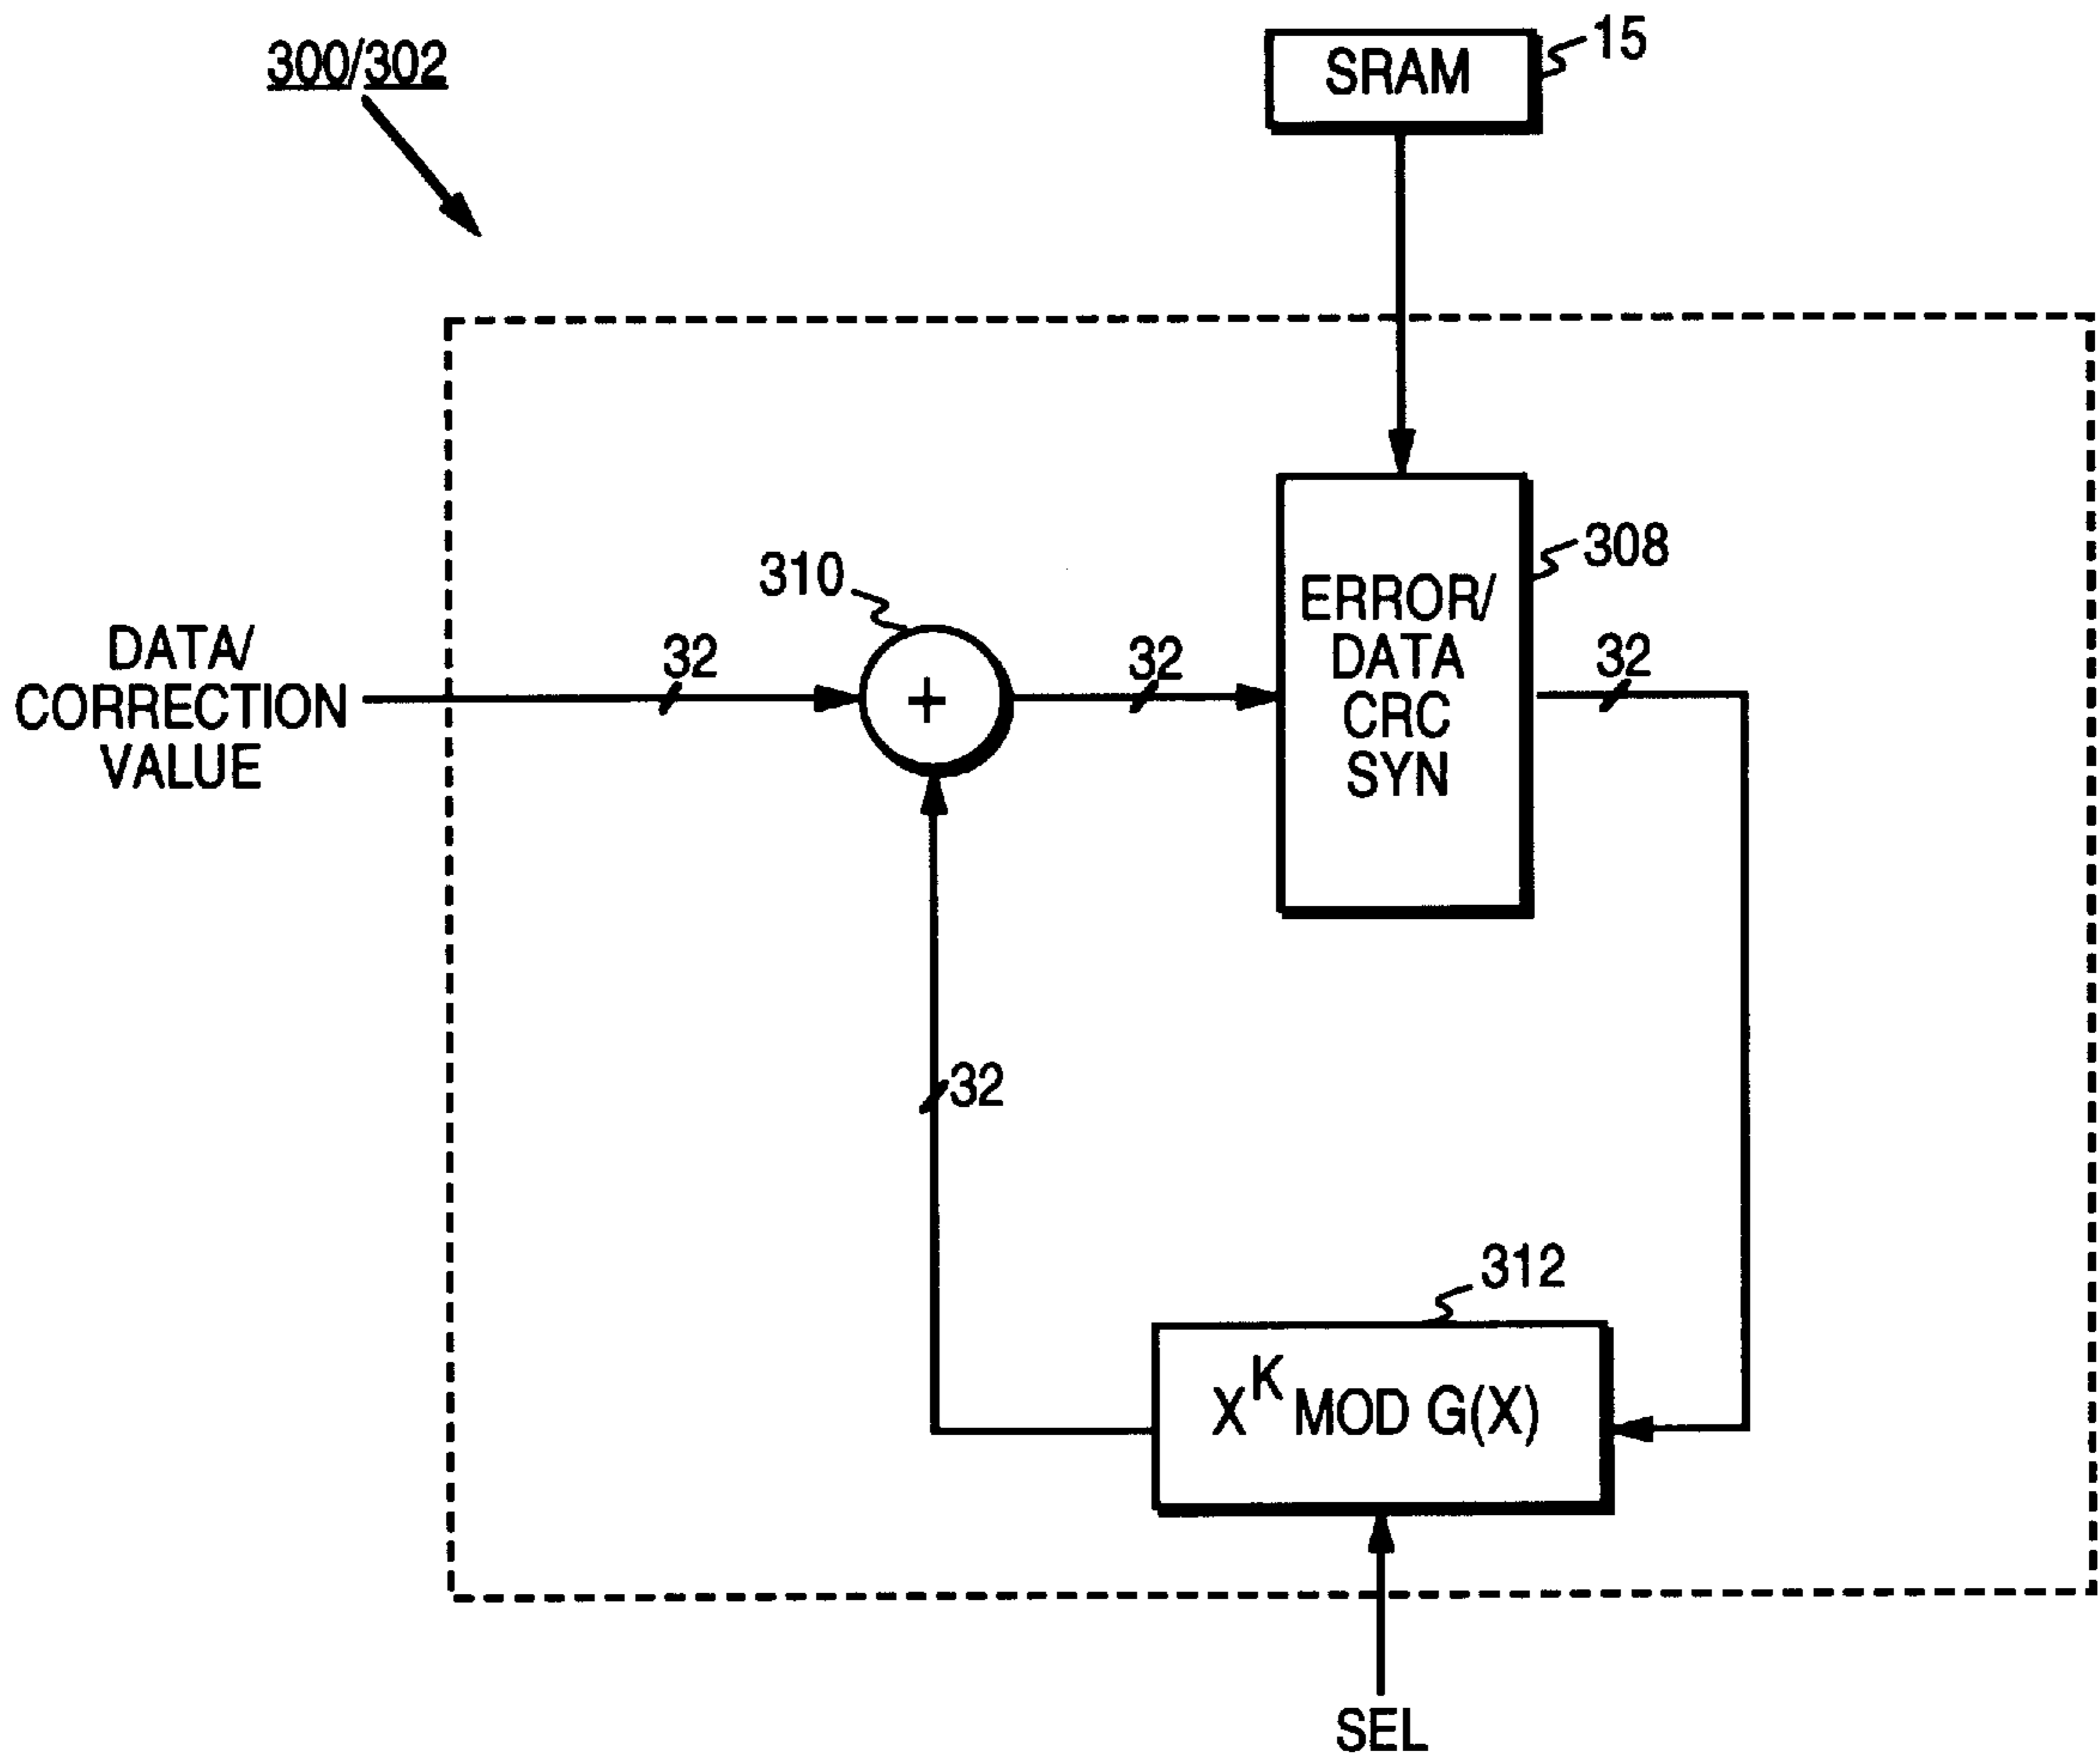 300/302
SRAM
15
308
310
ERROR/
DATA
CRC
SYN
DATA/
CORRECTION
VALUE
32
32
32
32
312
X^K MOD G(X)
+
SEL